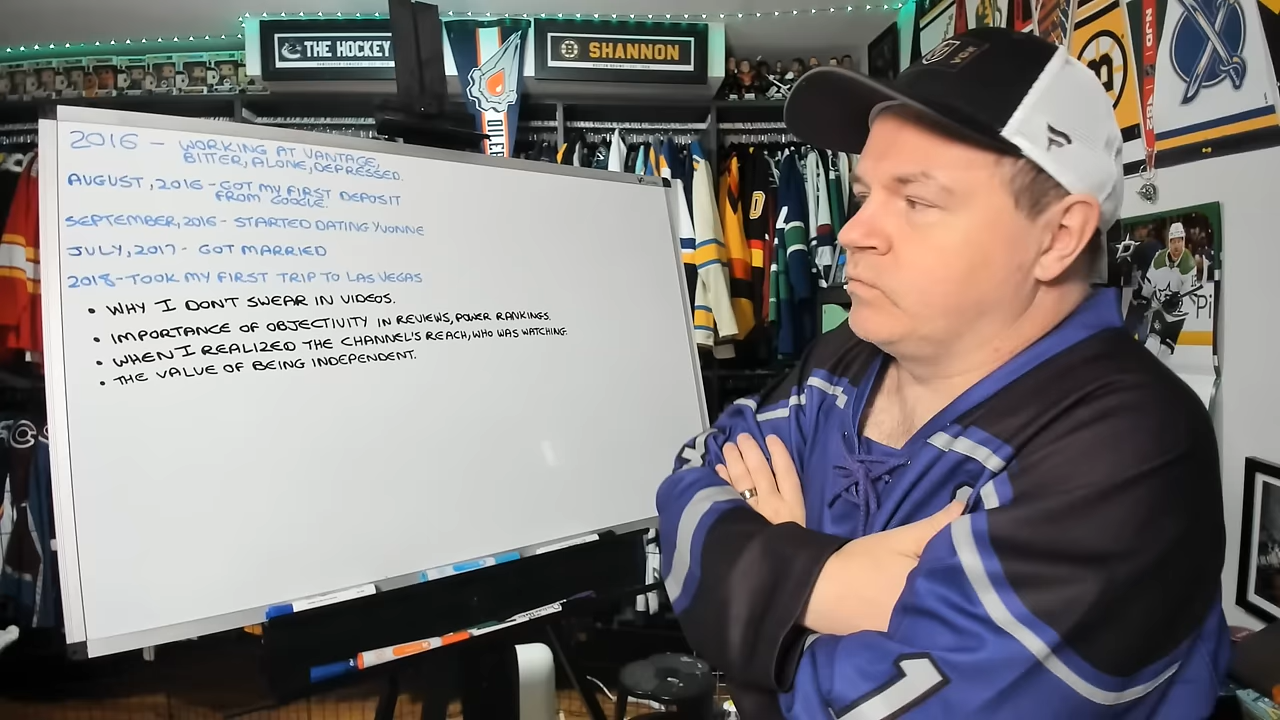 THE HOCKEY
SHANNON
2016 - WORKING AT VANTAGE,
BITTER, ALONE, DEPRESSED.
AUGUST, 2016 - GOT MY FIRST DEPOSIT
FROM GOOGLE.
SEPTEMBER, 2016 - STARTED DATING YVONNE
JULY, 2017 - GOT MARRIED
2018 - TOOK MY FIRST TRIP TO LAS VEGAS
• WHY I DON'T SWEAR IN VIDEOS.
• IMPORTANCE OF OBJECTIVITY IN REVIEWS, POWER RANKINGS.
• WHEN I REALIZED THE CHANNEL'S REACH, WHO WAS WATCHING.
• THE VALUE OF BEING INDEPENDENT.
OILER
Pi
1